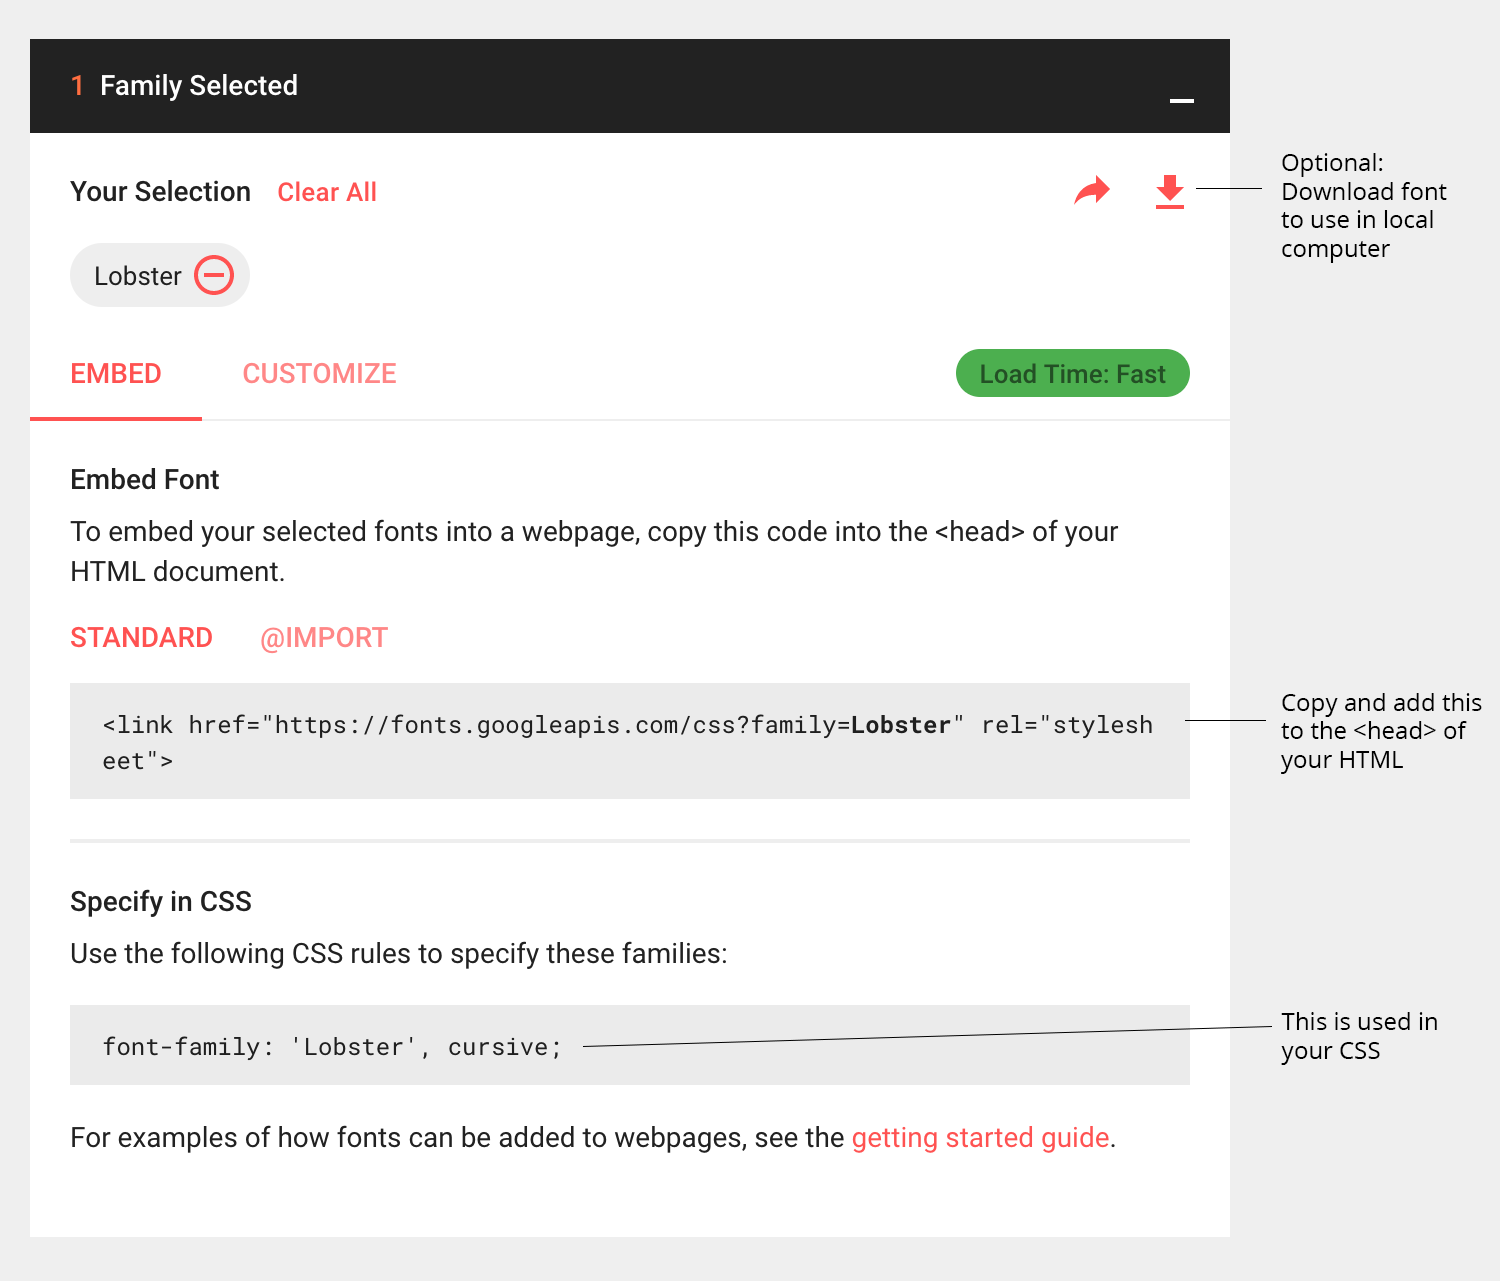 1 Family Selected
Your Selection Clear All
Optional:
Download font
to use in local
computer
Lobster
EMBED CUSTOMIZE Load Time: Fast
Embed Font
To embed your selected fonts into a webpage, copy this code into the <head> of your
HTML document.
STANDARD @IMPORT
<link href="https://fonts.googleapis.com/css?family=Lobster" rel="stylesh
eet">
Copy and add this
to the <head> of
your HTML
Specify in CSS
Use the following CSS rules to specify these families:
font-family: 'Lobster', cursive;
This is used in
your CSS
For examples of how fonts can be added to webpages, see the getting started guide.